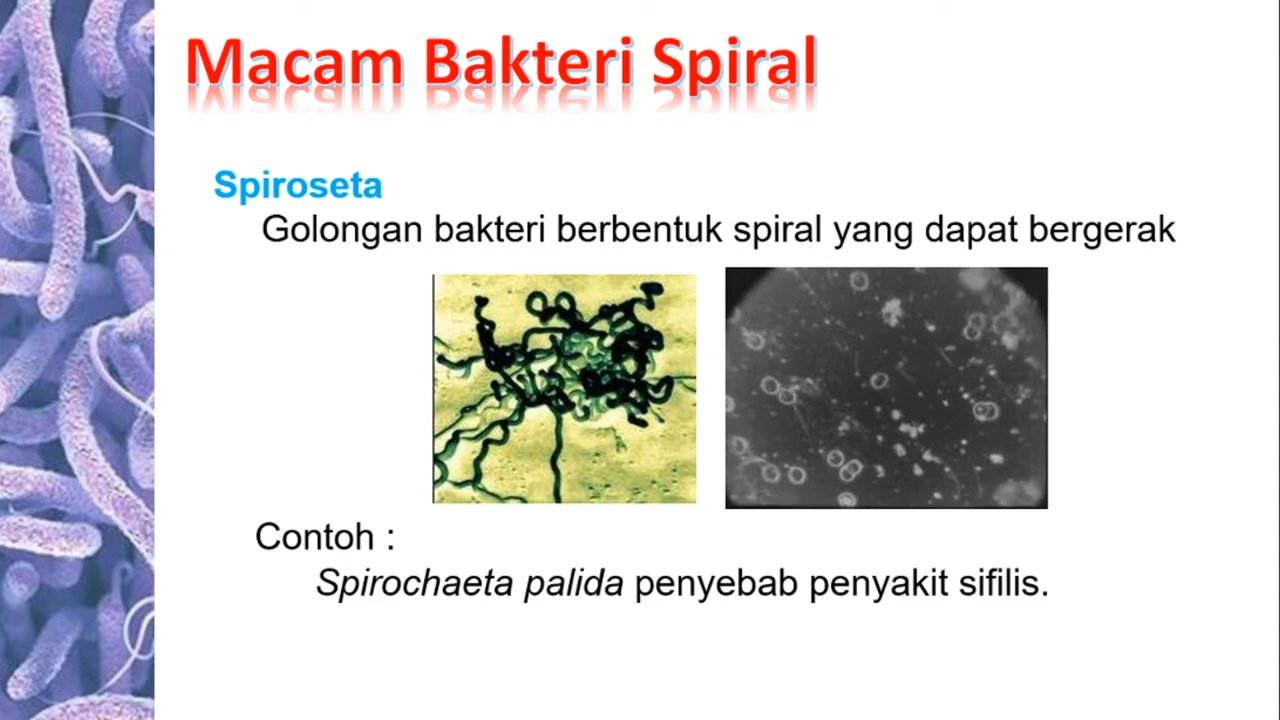 Macam Bakteri Spiral
Spiroseta
Golongan bakteri berbentuk spiral yang dapat bergerak
Contoh :
Spirochaeta palida penyebab penyakit sifilis.